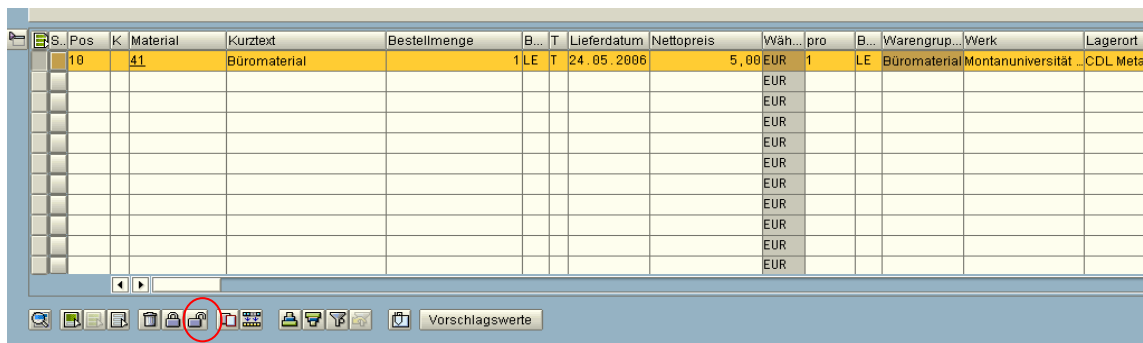 S.. Pos K Material Kurztext Bestellmenge B... T Lieferdatum Nettopreis Wäh... pro B... Warengrup... Werk Lagerort
10 41 Büromaterial 1 LE T 24.05.2006 5,00 EUR 1 LE Büromaterial Montanuniversität ... CDL Meta
EUR
EUR
EUR
EUR
EUR
EUR
EUR
EUR
EUR
EUR
Vorschlagswerte